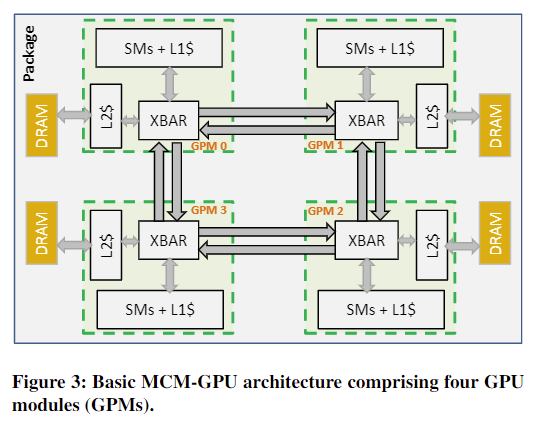 Package
SMs + L1$
SMs + L1$
DRAM
L2$
XBAR
XBAR
L2$
DRAM
GPM 0
GPM 1
GPM 3
GPM 2
DRAM
L2$
XBAR
XBAR
L2$
DRAM
SMs + L1$
SMs + L1$
Figure 3: Basic MCM-GPU architecture comprising four GPU
modules (GPMs).